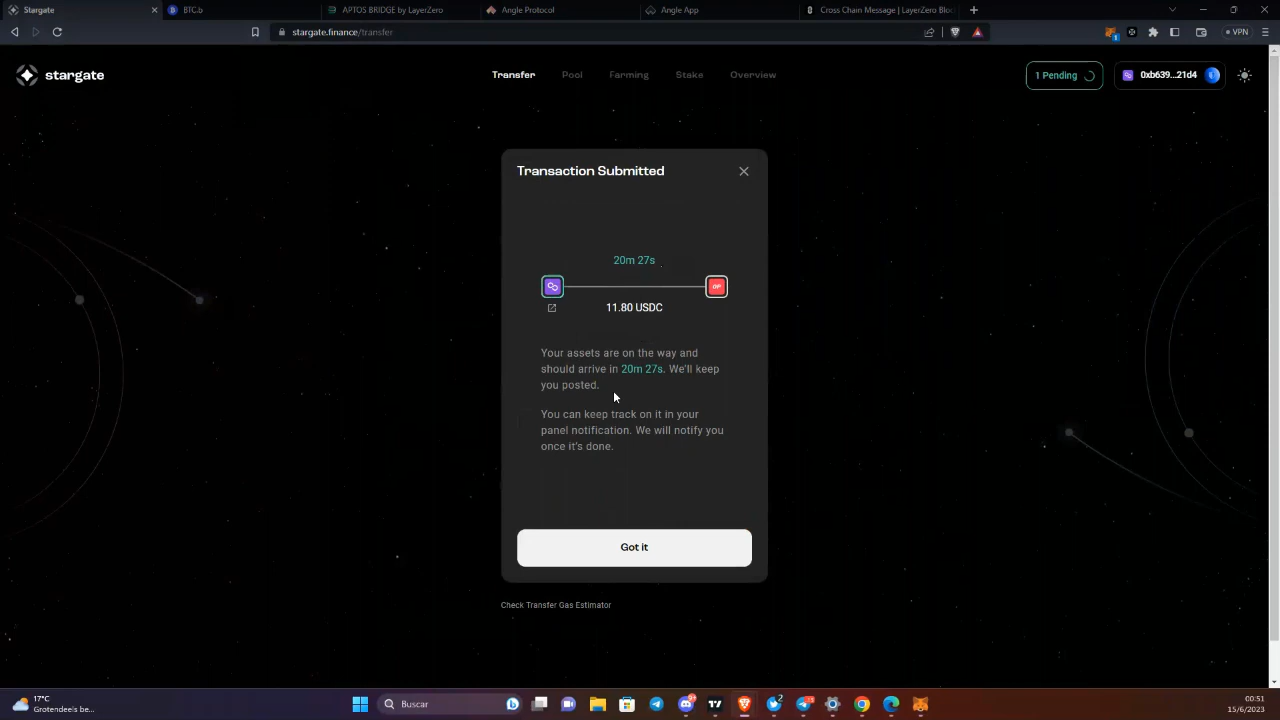 Stargate
BTC.b
APTOS BRIDGE by LayerZero
Angle Protocol
Angle App
Cross Chain Message | LayerZero Bloc
stargate.finance/transfer
1
VPN
stargate
Transfer
Pool
Farming
Stake
Overview
1 Pending
0xb639...21d4
Transaction Submitted
20m 27s
OP
11.80 USDC
Your assets are on the way and
should arrive in 20m 27s. We'll keep
you posted.
You can keep track on it in your
panel notification. We will notify you
once it's done.
Got it
Check Transfer Gas Estimator
17°C
Grotendeels be...
Buscar
9+
2
00:51
15/6/2023